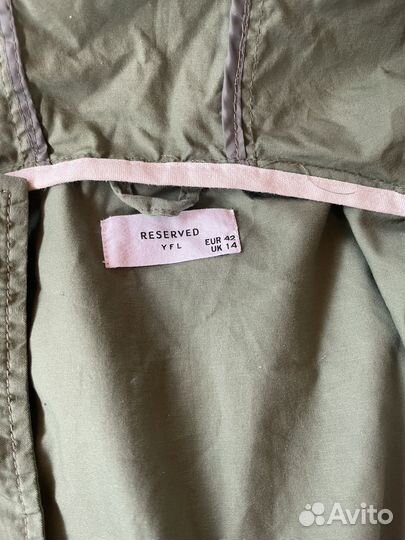 RESERVED
YFL
EUR 42
UK 14
Avito